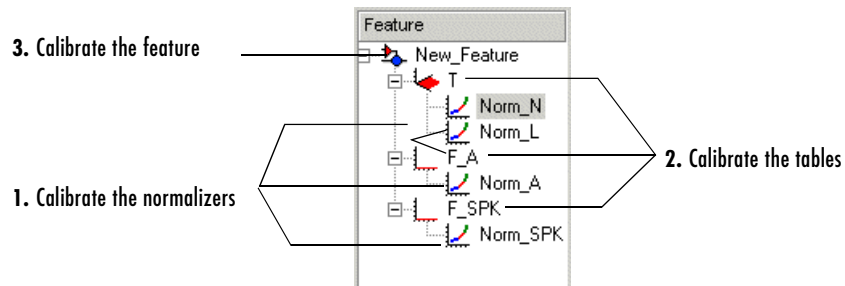 Feature
3. Calibrate the feature
New_Feature
T
Norm_N
Norm_L
F_A
2. Calibrate the tables
Norm_A
1. Calibrate the normalizers
F_SPK
Norm_SPK